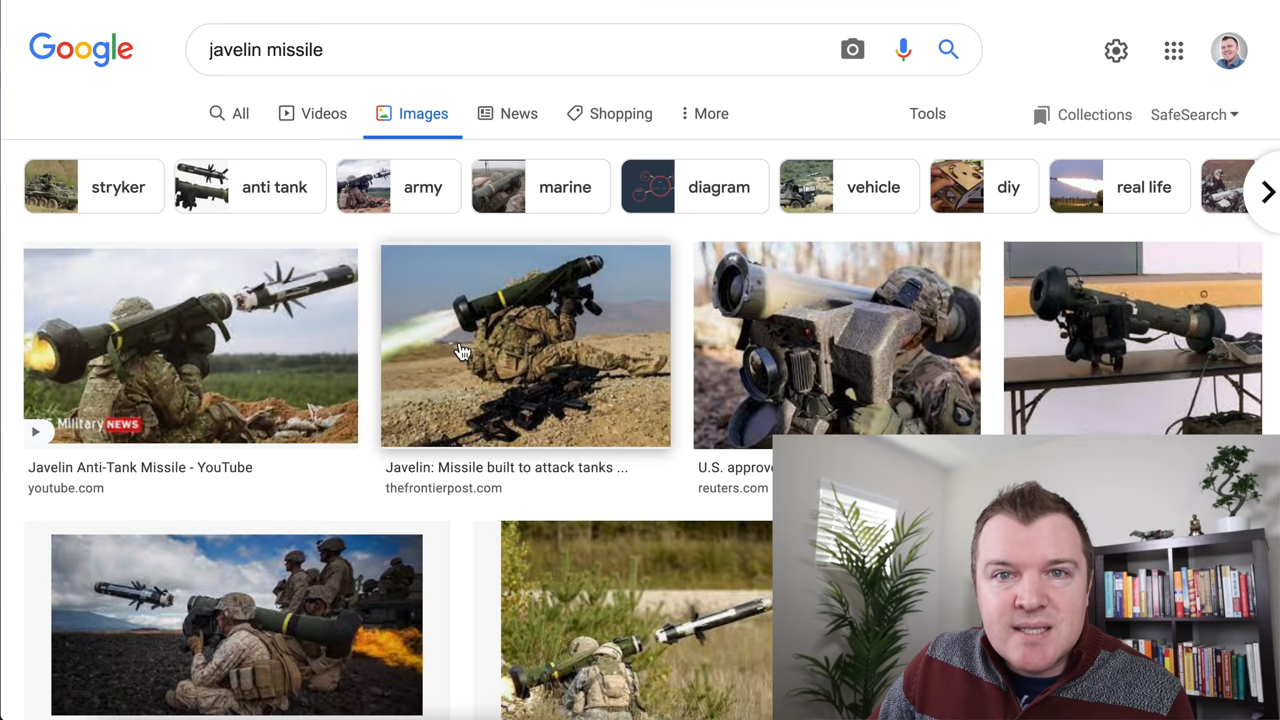 Google
javelin missile
All
Videos
Images
News
Shopping
More
Tools
Collections
SafeSearch
stryker
anti tank
army
marine
diagram
vehicle
diy
real life
Military NEWS
Javelin Anti-Tank Missile - YouTube
youtube.com
Javelin: Missile built to attack tanks ...
thefrontierpost.com
U.S. approv
reuters.com